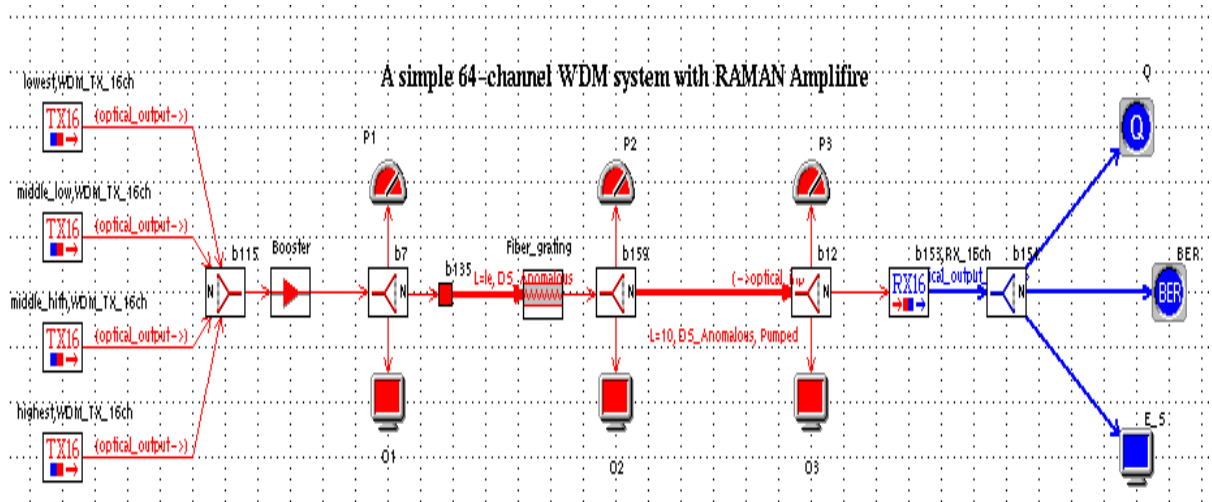 A simple 64-channel WDM system with RAMAN Amplifire
Q
lowest,WDM_TX_16ch
TX16
(optical_output->)
Q
P1
P2
P3
middle_low,WDM_TX_16ch
TX16
(optical_output->)
b115
Booster
b7
b135
Fiber_grating
b159
b12
b153,RX_16ch
b154
BER
N
N
L=le, DS_Anomalous
N
(->optical_inp
N
RX16
ical_output
N
BER
middle_hifh,WDM_TX_16ch
TX16
(optical_output->)
L=10, DS_Anomalous, Pumped
highest,WDM_TX_16ch
TX16
(optical_output->)
E_5
O1
O2
O3